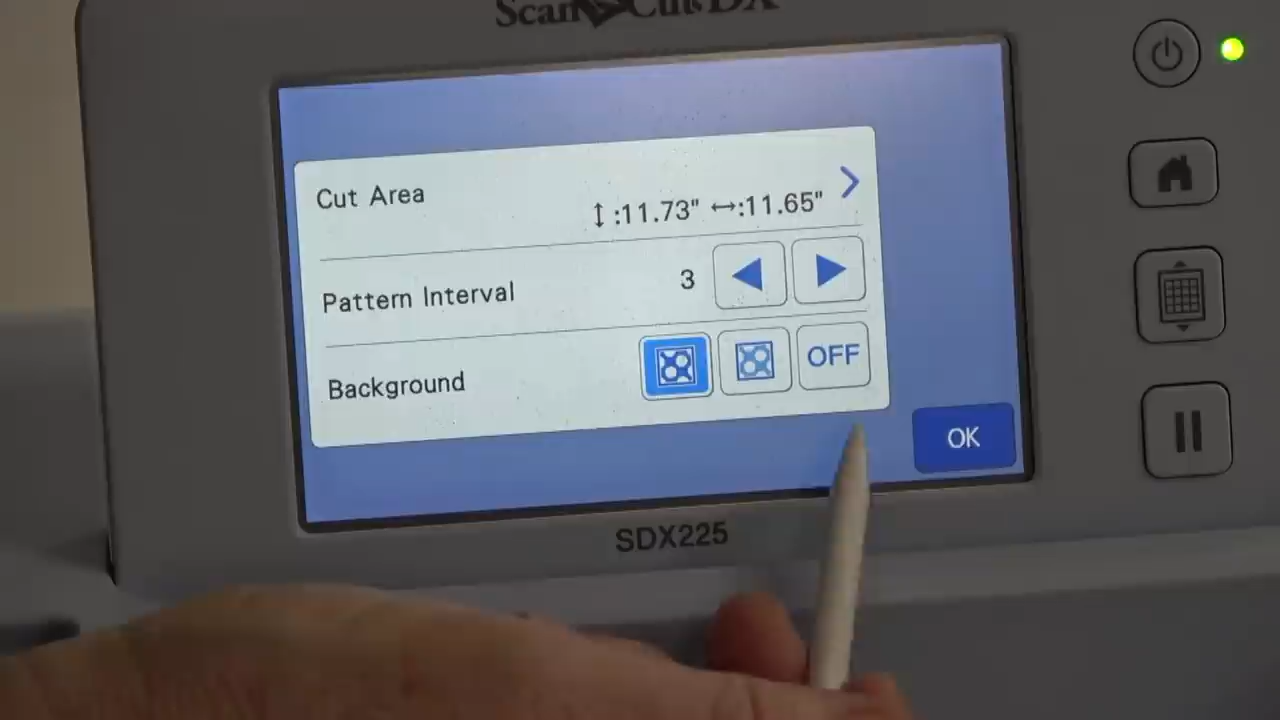 ScanNCut DX
Cut Area
↕:11.73" ↔:11.65"
Pattern Interval 3
Background OFF
OK
SDX225